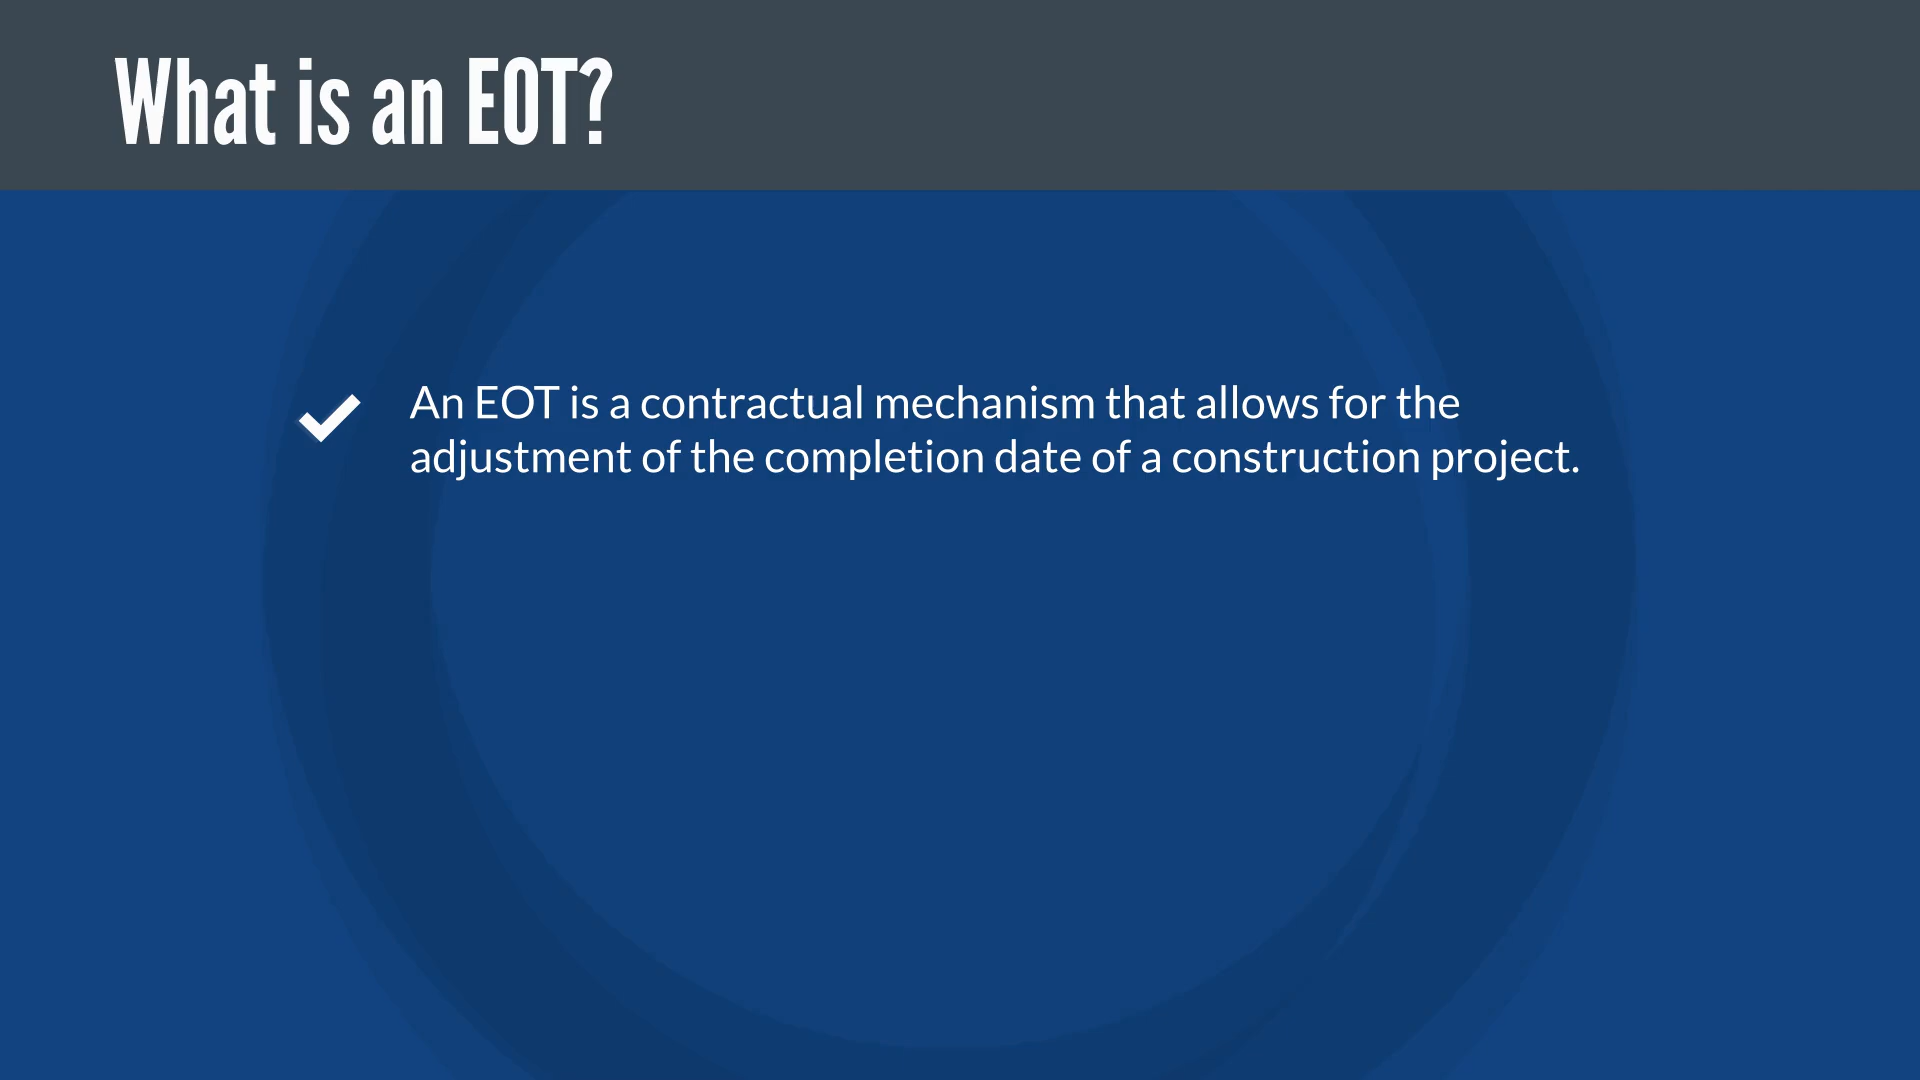 What is an EOT?
An EOT is a contractual mechanism that allows for the
adjustment of the completion date of a construction project.